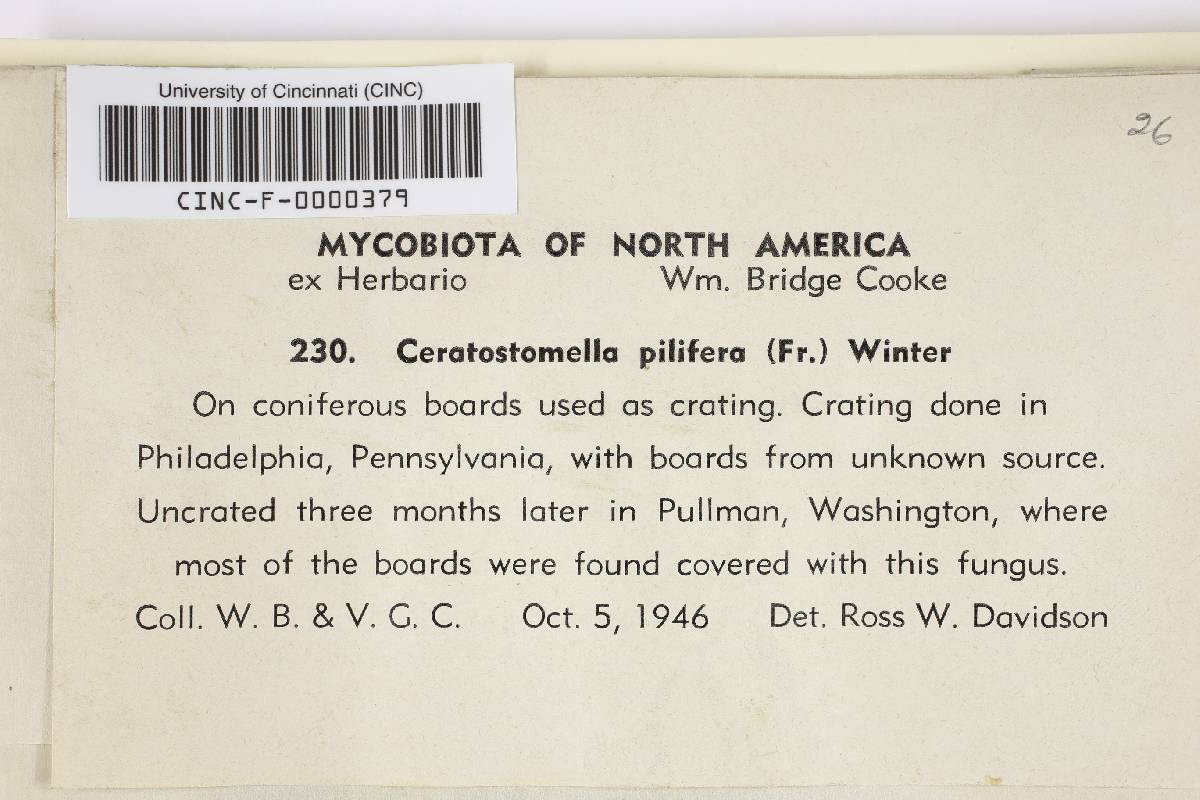 University of Cincinnati (CINC)
CINC-F-0000379
26
MYCOBIOTA OF NORTH AMERICA
ex Herbario Wm. Bridge Cooke
230. Ceratostomella pilifera (Fr.) Winter
On coniferous boards used as crating. Crating done in
Philadelphia, Pennsylvania, with boards from unknown source.
Uncrated three months later in Pullman, Washington, where
most of the boards were found covered with this fungus.
Coll. W. B. & V. G. C. Oct. 5, 1946 Det. Ross W. Davidson